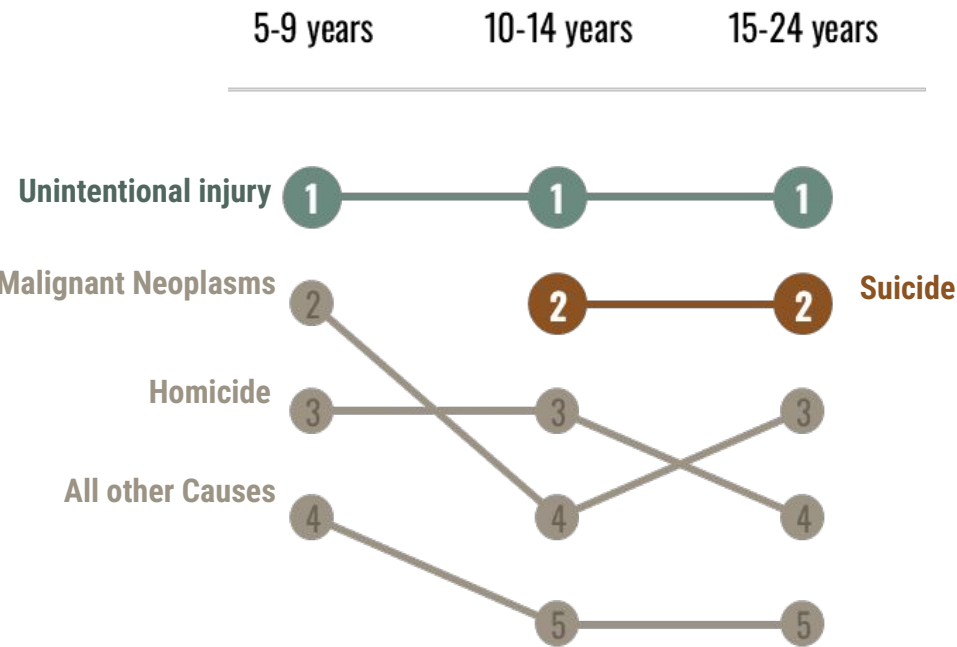 5-9 years 10-14 years 15-24 years
Unintentional injury 1 1 1
Malignant Neoplasms 2 2 2 Suicide
Homicide 3 3 3
All other Causes 4 4 4
5 5